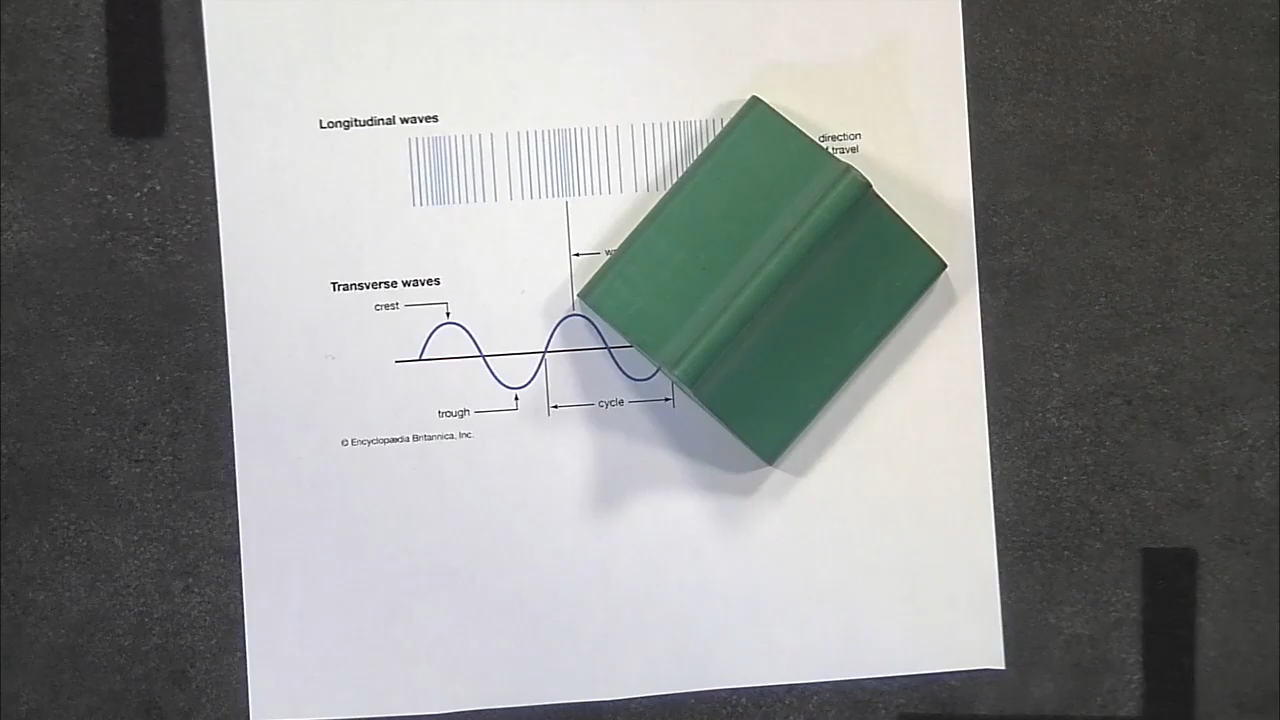 Longitudinal waves
direction
travel
Transverse waves
crest
trough
cycle
© Encyclopædia Britannica, Inc.